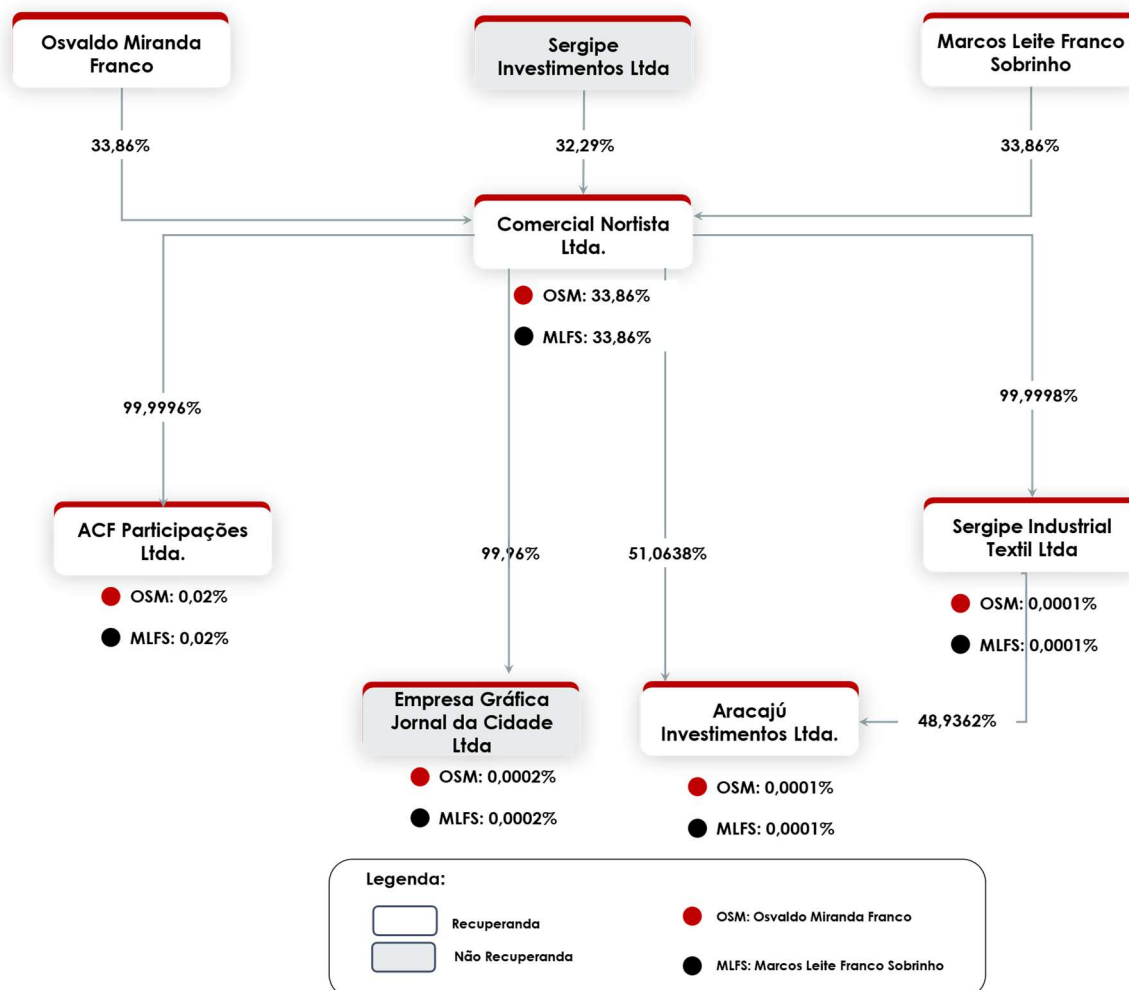 Osvaldo Miranda
Franco
Sergipe
Investimentos Ltda
Marcos Leite Franco
Sobrinho
33,86%
32,29%
33,86%
Comercial Nortista
Ltda.
OSM: 33,86%
MLFS: 33,86%
99,9996%
99,9998%
ACF Participações
Ltda.
OSM: 0,02%
MLFS: 0,02%
99,96%
51,0638%
Sergipe Industrial
Textil Ltda
OSM: 0,0001%
MLFS: 0,0001%
Empresa Gráfica
Jornal da Cidade
Ltda
OSM: 0,0002%
MLFS: 0,0002%
Aracajú
Investimentos Ltda.
48,9362%
OSM: 0,0001%
MLFS: 0,0001%
Legenda:
Recuperanda
Não Recuperanda
OSM: Osvaldo Miranda Franco
MLFS: Marcos Leite Franco Sobrinho